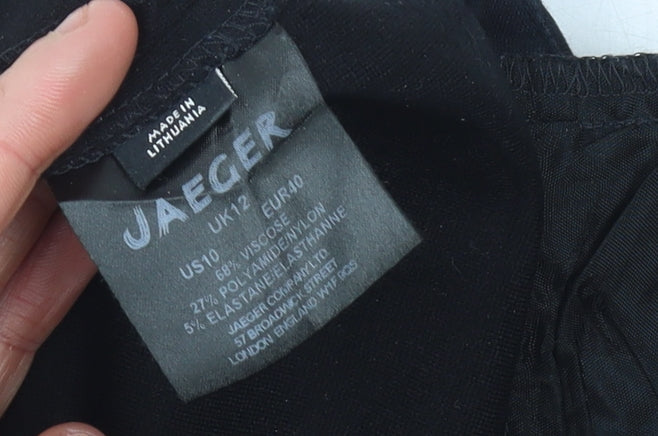 MADE IN
LITHUANIA
JAEGER
UK12 EUR40
US10
68% VISCOSE
27% POLYAMIDE/NYLON
5% ELASTANE/ELASTHANNE
JAEGER COMPANY LTD
57 BROADWICK STREET
LONDON ENGLAND W1F 9QS